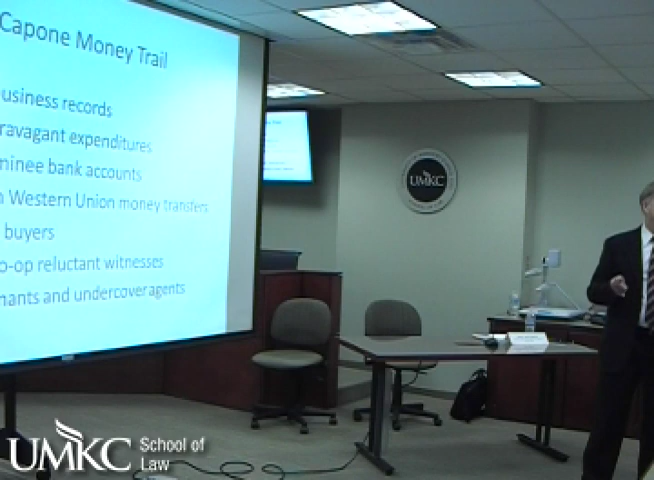 Capone Money Trail
usiness records
ravagant expenditures
minee bank accounts
n Western Union money transfers
buyers
o-op reluctant witnesses
mants and undercover agents
UMKC
UMKC School of
Law